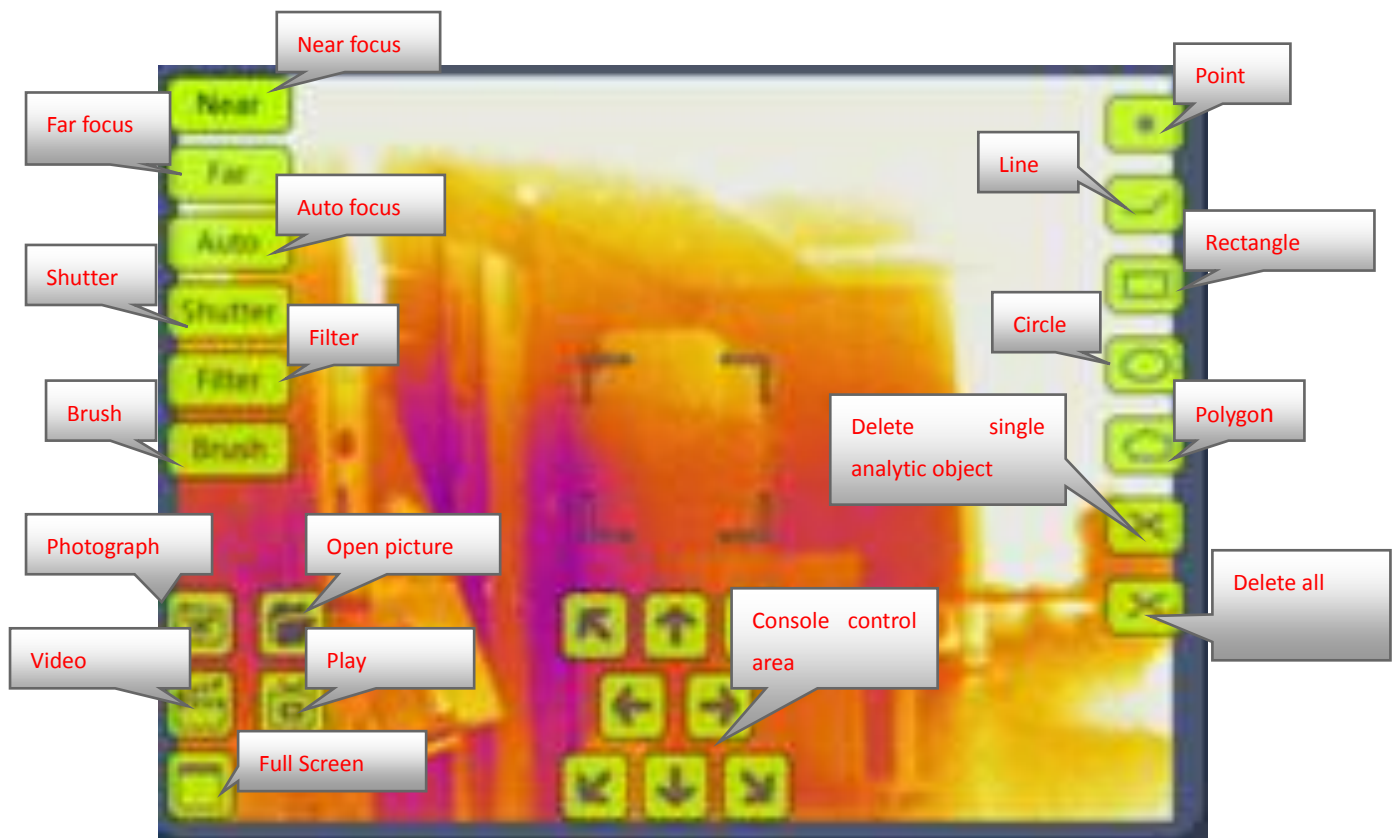 Near focus
Near
Point
Far focus
Far
Line
Auto focus
Auto
Rectangle
Shutter
Shutter
Filter
Circle
Filter
Brush
Brush
Polygon
Delete single
analytic object
Photograph
Open picture
Delete all
Console control
area
Video
Play
Full Screen